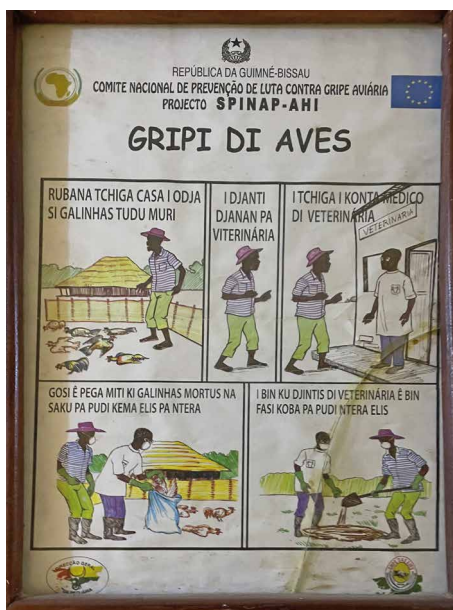 REPÚBLICA DA GUIMNÉ-BISSAU
COMITE NACIONAL DE PREVENÇÃO DE LUTA CONTRA GRIPE AVIÁRIA
PROJECTO SPINAP-AHI
GRIPI DI AVES
RUBANA TCHIGA CASA I ODJA
SI GALINHAS TUDU MURI
I DJANTI
DJANAN PA
VITERINÁRIA
I TCHIGA I KONTA MEDICO
DI VETERINÁRIA
VETERINARIA
GOSI Ê PEGA MITI KI GALINHAS MORTUS NA
SAKU PA PUDI KEMA ELIS PA NTERA
I BIN KU DJINTIS DI VETERINÁRIA Ê BIN
FASI KOBA PA PUDI NTERA ELIS